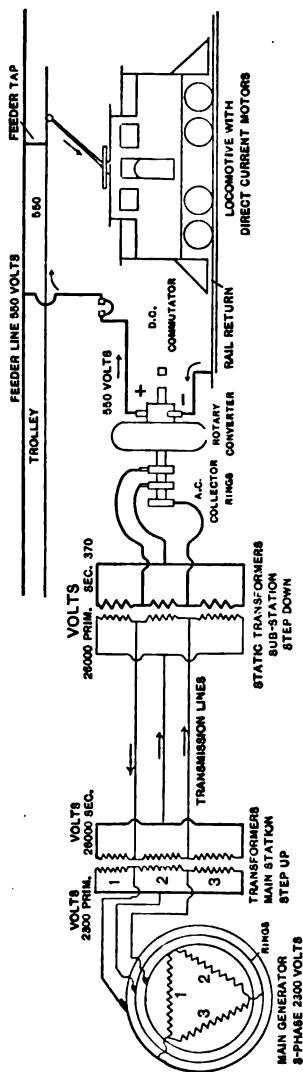 MAIN GENERATOR
3-PHASE 2300 VOLTS
RINGS
1
2
3
VOLTS
2300 PRIM.
26000 SEC.
1
2
3
TRANSFORMERS
MAIN STATION
STEP UP
TRANSMISSION LINES
VOLTS
26000 PRIM.
SEC. 370
STATIC TRANSFORMERS
SUB-STATION
STEP DOWN
A.C.
COLLECTOR
RINGS
ROTARY
CONVERTER
+
−
D.C.
COMMUTATOR
550 VOLTS
RAIL RETURN
FEEDER LINE 550 VOLTS
TROLLEY
550
FEEDER TAP
LOCOMOTIVE WITH
DIRECT CURRENT MOTORS